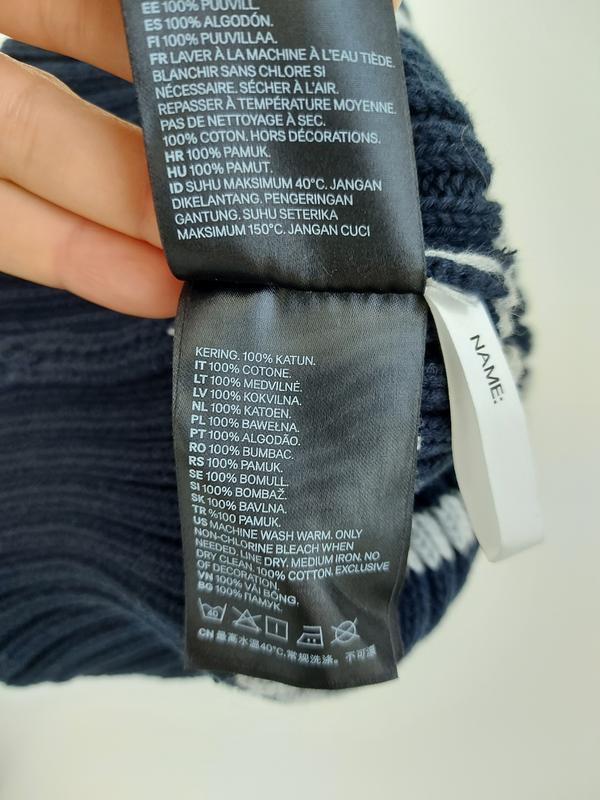 EE 100% PUUVILL.
ES 100% ALGODÓN.
FI 100% PUUVILLAA.
FR LAVER À LA MACHINE À L'EAU TIÈDE.
BLANCHIR SANS CHLORE SI
NÉCESSAIRE. SÉCHER À L'AIR.
REPASSER À TEMPÉRATURE MOYENNE.
PAS DE NETTOYAGE À SEC.
100% COTON. HORS DÉCORATIONS.
HR 100% PAMUK.
HU 100% PAMUT.
ID SUHU MAKSIMUM 40°C. JANGAN
DIKELANTANG. PENGERINGAN
GANTUNG. SUHU SETERIKA
MAKSIMUM 150°C. JANGAN CUCI
KERING. 100% KATUN.
IT 100% COTONE.
LT 100% MEDVILNĖ.
LV 100% KOKVILNA.
NL 100% KATOEN.
PL 100% BAWEŁNA.
PT 100% ALGODÃO.
RO 100% BUMBAC.
RS 100% PAMUK.
SE 100% BOMULL.
SI 100% BOMBAŽ.
SK 100% BAVLNA.
TR %100 PAMUK.
US MACHINE WASH WARM. ONLY
NON-CHLORINE BLEACH WHEN
NEEDED. LINE DRY. MEDIUM IRON. NO
DRY CLEAN. 100% COTTON. EXCLUSIVE
OF DECORATION.
VN 100% VẢI BÔNG.
BG 100% ПАМУК.
40
CN 最高水温40°C.常规洗涤。不可漂
NAME: